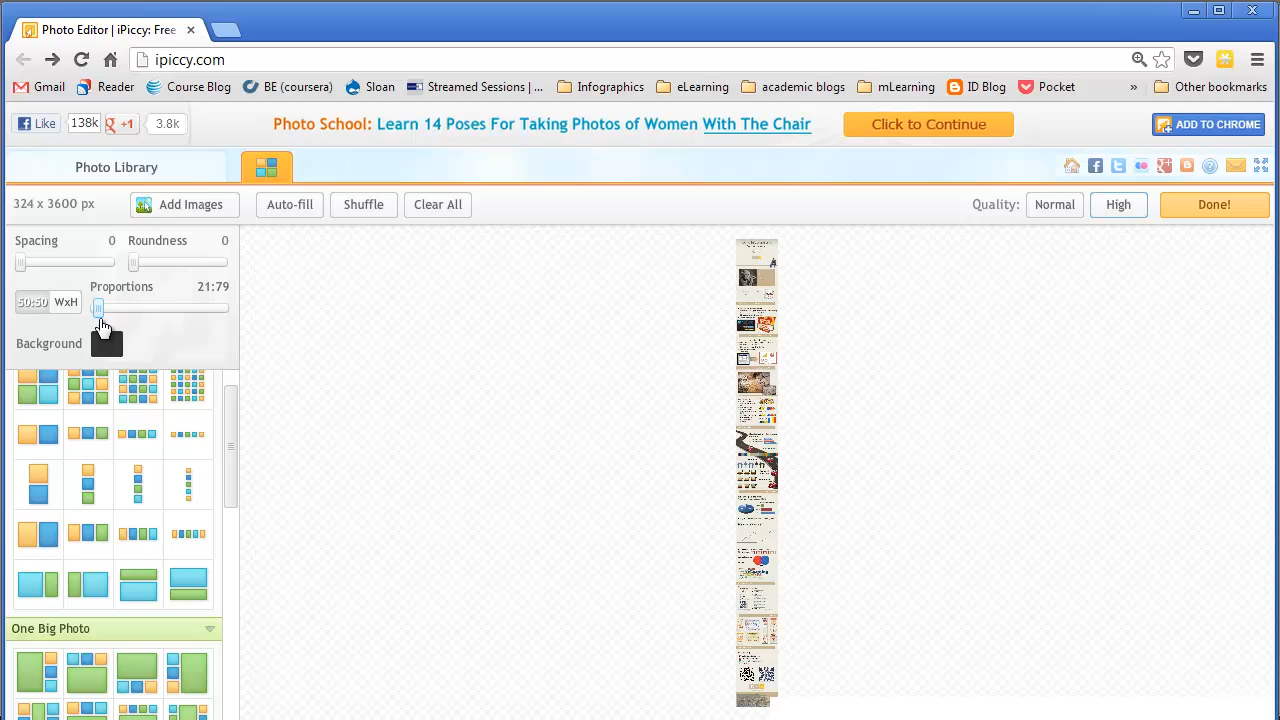 Photo Editor | iPiccy: Free
ipiccy.com
Gmail Reader Course Blog BE (course) Sloan Streamed Sessions | ... Infographics eLearning academic blogs mLearning ID Blog Pocket » Other bookmarks
Like 138k +1 3.8k Photo School: Learn 14 Poses For Taking Photos of Women With The Chair Click to Continue ADD TO CHROME
Photo Library
324 x 3600 px Add Images Auto-fill Shuffle Clear All Quality: Normal High Done!
Spacing 0 Roundness 0
Proportions 21:79
50:50 WxH
Background
One Big Photo